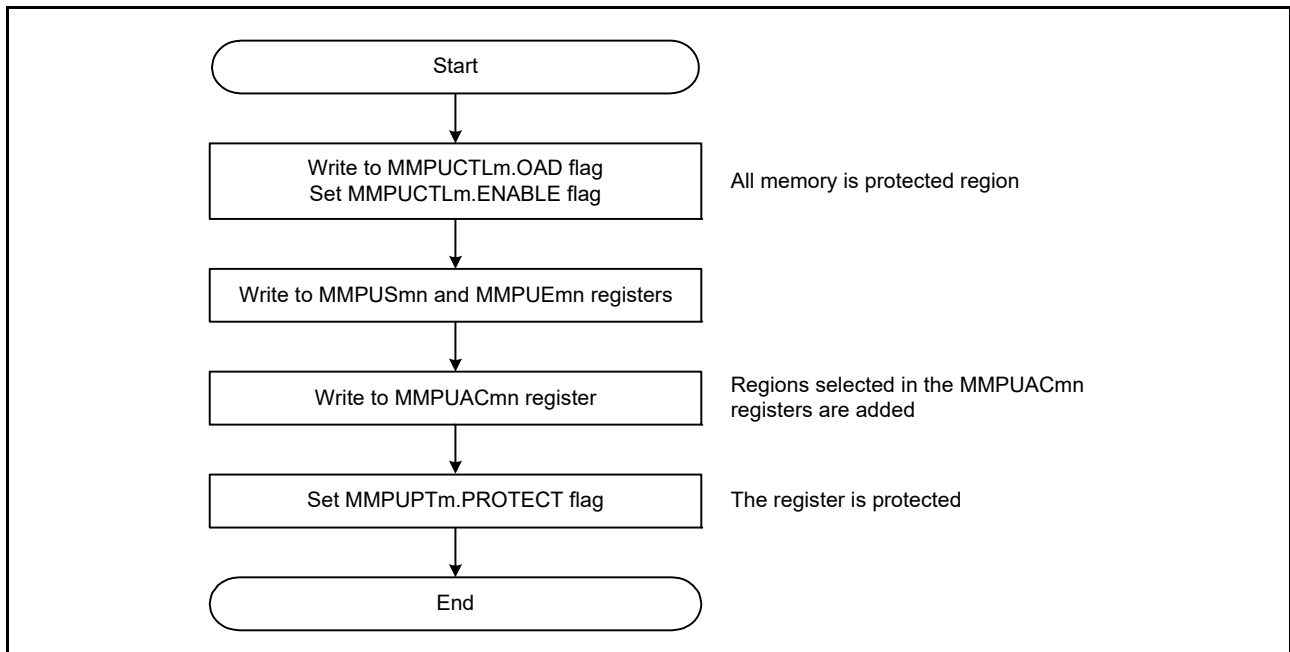 Start
Write to MMPUCTLm.OAD flag
Set MMPUCTLm.ENABLE flag
All memory is protected region
Write to MMPUSmn and MMPUEmn registers
Write to MMPUACmn register
Regions selected in the MMPUACmn
registers are added
Set MMPUPTm.PROTECT flag
The register is protected
End